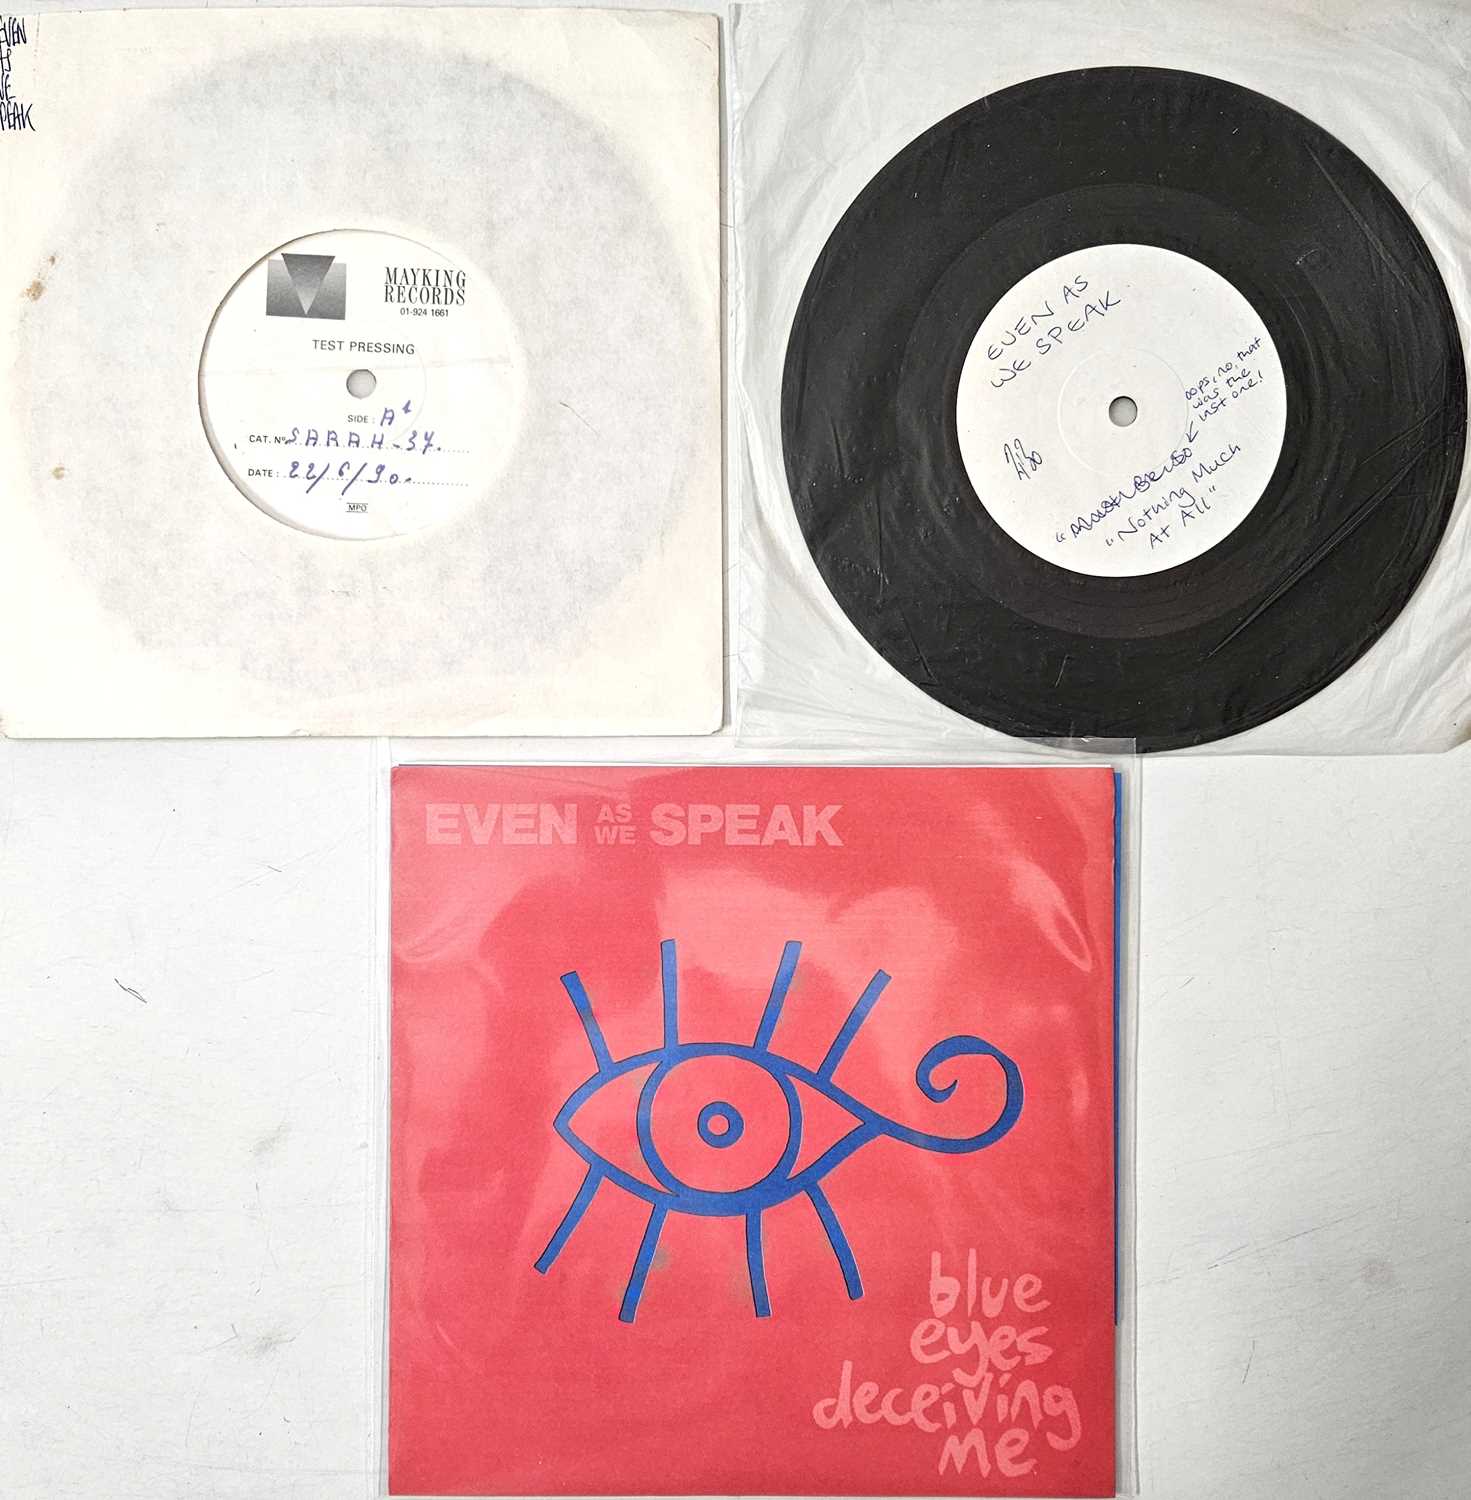 EVEN
AS
WE
SPEAK
MAYKING
RECORDS
01-924 1661
TEST PRESSING
SIDE : A¹
CAT. Nº SARAH-37.
DATE : 22/6/90.
MPO
EVEN AS
WE SPEAK
oops, no, that
was the
last one!
"Nothing Much
At All"
EVEN AS WE SPEAK
blue
eyes
deceiving
me